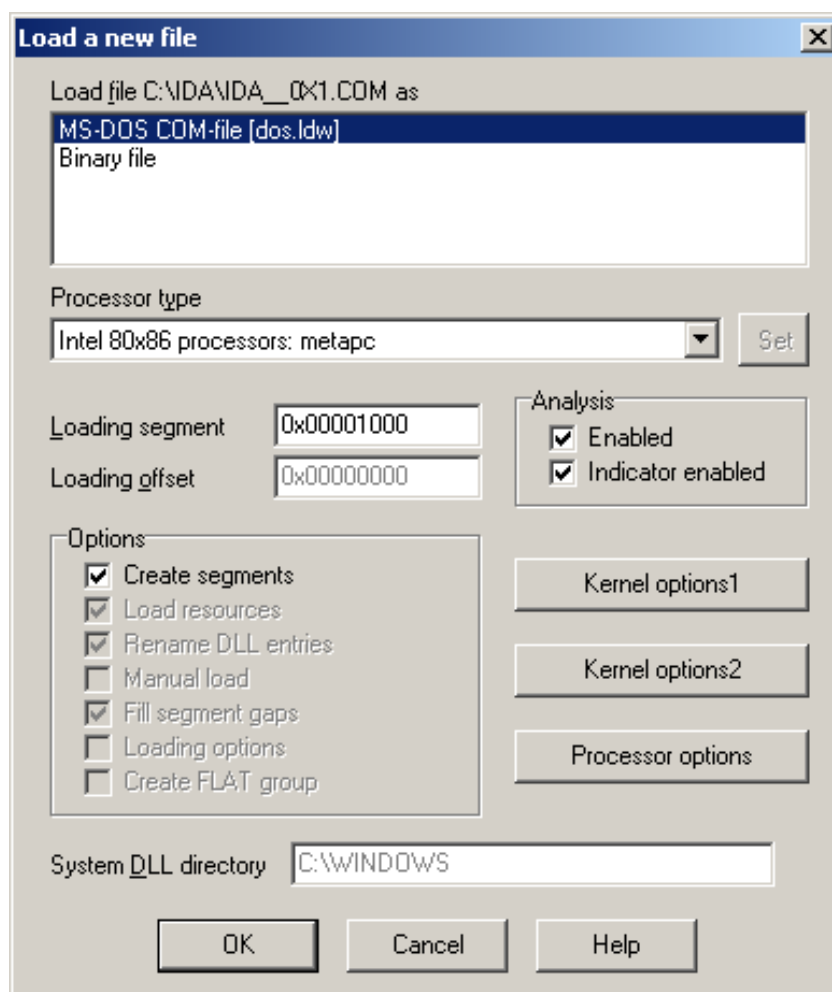 Load a new file
Load file C:\IDA\IDA__0X1.COM as
MS-DOS COM-file [dos.ldw]
Binary file
Processor type
Intel 80x86 processors: metapc
Set
Loading segment 0x00001000
Loading offset 0x00000000
Analysis
Enabled
Indicator enabled
Options
Create segments
Load resources
Rename DLL entries
Manual load
Fill segment gaps
Loading options
Create FLAT group
Kernel options1
Kernel options2
Processor options
System DLL directory C:\WINDOWS
OK Cancel Help